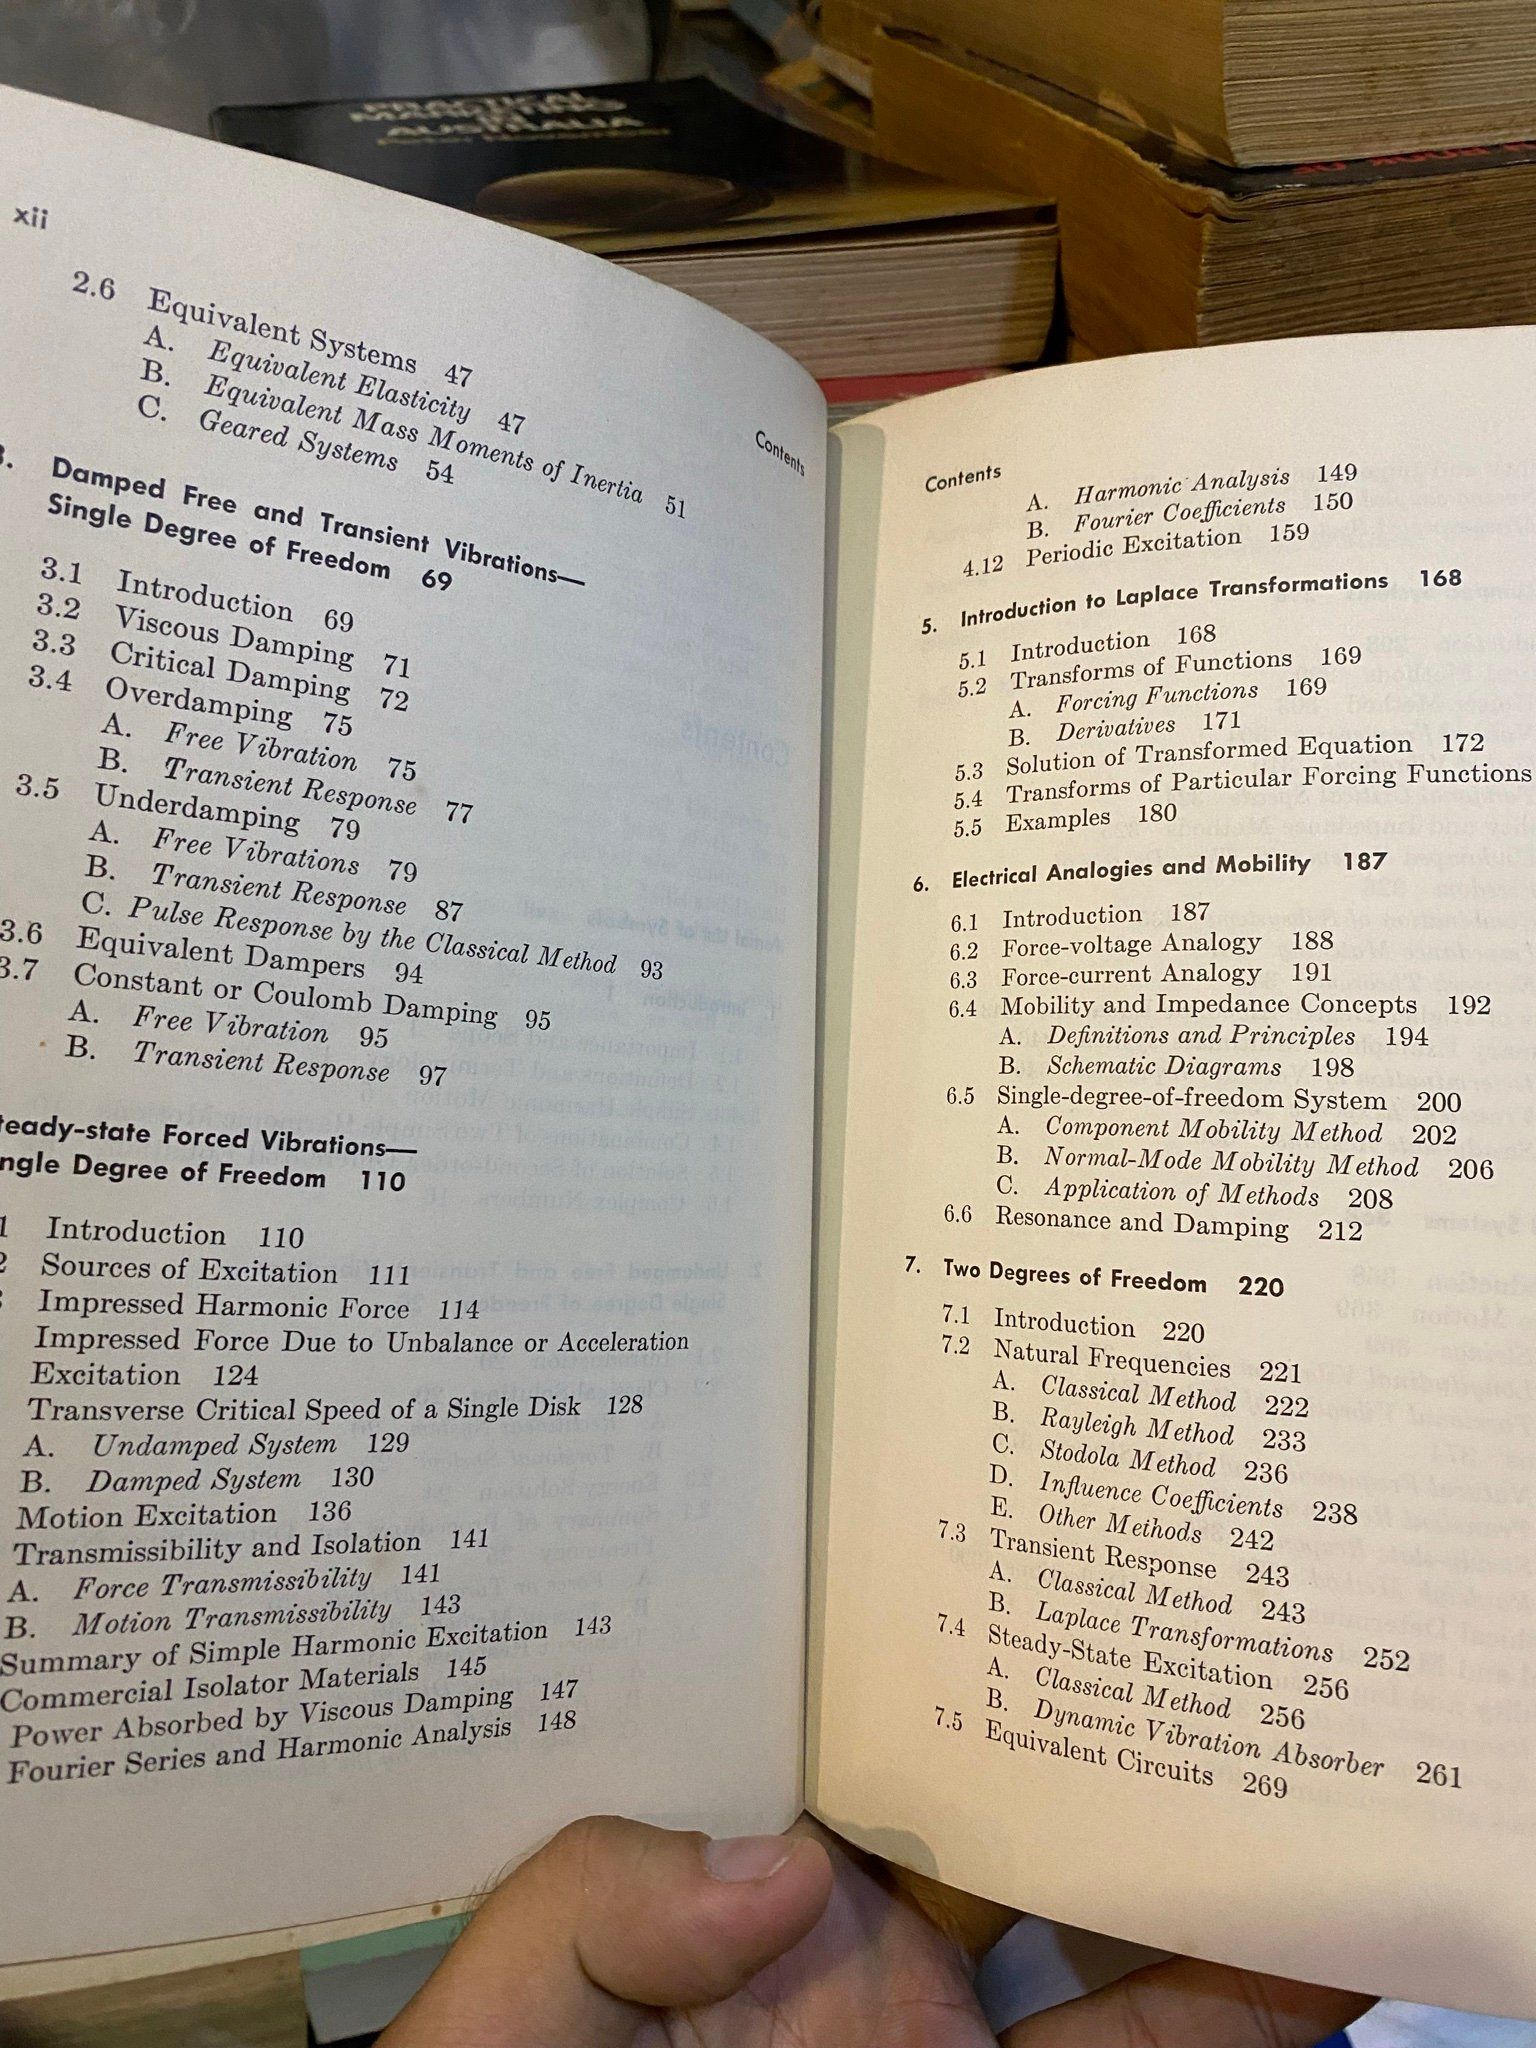 PRACTICAL
MARKETING
AUSTRALIA
xii
Contents
2.6 Equivalent Systems 47
A. Equivalent Elasticity 47
B. Equivalent Mass Moments of Inertia 51
C. Geared Systems 54
Damped Free and Transient Vibrations—
Single Degree of Freedom 69
3.1 Introduction 69
3.2 Viscous Damping 71
3.3 Critical Damping 72
3.4 Overdamping 75
A. Free Vibration 75
B. Transient Response 77
3.5 Underdamping 79
A. Free Vibrations 79
B. Transient Response 87
C. Pulse Response by the Classical Method 93
3.6 Equivalent Dampers 94
3.7 Constant or Coulomb Damping 95
A. Free Vibration 95
B. Transient Response 97
teady-state Forced Vibrations—
ngle Degree of Freedom 110
1 Introduction 110
2 Sources of Excitation 111
Impressed Harmonic Force 114
Impressed Force Due to Unbalance or Acceleration
Excitation 124
Transverse Critical Speed of a Single Disk 128
A. Undamped System 129
B. Damped System 130
Motion Excitation 136
Transmissibility and Isolation 141
A. Force Transmissibility 141
B. Motion Transmissibility 143
Summary of Simple Harmonic Excitation 143
Commercial Isolator Materials 145
Power Absorbed by Viscous Damping 147
Fourier Series and Harmonic Analysis 148
Contents
A. Harmonic Analysis 149
B. Fourier Coefficients 150
4.12 Periodic Excitation 159
5. Introduction to Laplace Transformations 168
5.1 Introduction 168
5.2 Transforms of Functions 169
A. Forcing Functions 169
B. Derivatives 171
5.3 Solution of Transformed Equation 172
5.4 Transforms of Particular Forcing Functions
5.5 Examples 180
6. Electrical Analogies and Mobility 187
6.1 Introduction 187
6.2 Force-voltage Analogy 188
6.3 Force-current Analogy 191
6.4 Mobility and Impedance Concepts 192
A. Definitions and Principles 194
B. Schematic Diagrams 198
6.5 Single-degree-of-freedom System 200
A. Component Mobility Method 202
B. Normal-Mode Mobility Method 206
C. Application of Methods 208
6.6 Resonance and Damping 212
7. Two Degrees of Freedom 220
7.1 Introduction 220
7.2 Natural Frequencies 221
A. Classical Method 222
B. Rayleigh Method 233
C. Stodola Method 236
D. Influence Coefficients 238
E. Other Methods 242
7.3 Transient Response 243
A. Classical Method 243
B. Laplace Transformations 252
7.4 Steady-State Excitation 256
A. Classical Method 256
B. Dynamic Vibration Absorber 261
7.5 Equivalent Circuits 269